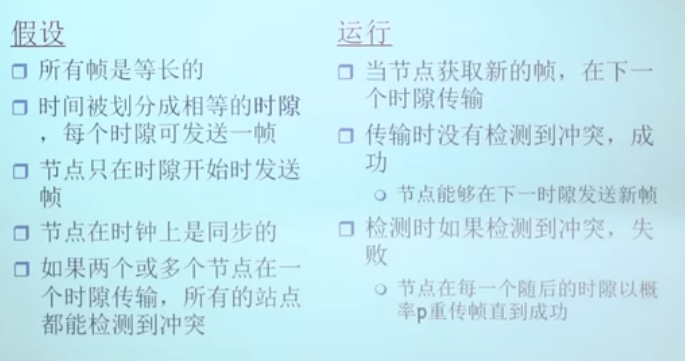 假设
所有帧是等长的
时间被划分成相等的时隙
，每个时隙可发送一帧
节点只在时隙开始时发送
帧
节点在时钟上是同步的
如果两个或多个节点在一
个时隙传输，所有的站点
都能检测到冲突
运行
当节点获取新的帧，在下一
个时隙传输
传输时没有检测到冲突，成
功
节点能够在下一时隙发送新帧
检测时如果检测到冲突，失
败
节点在每一个随后的时隙以概
率p重传帧直到成功